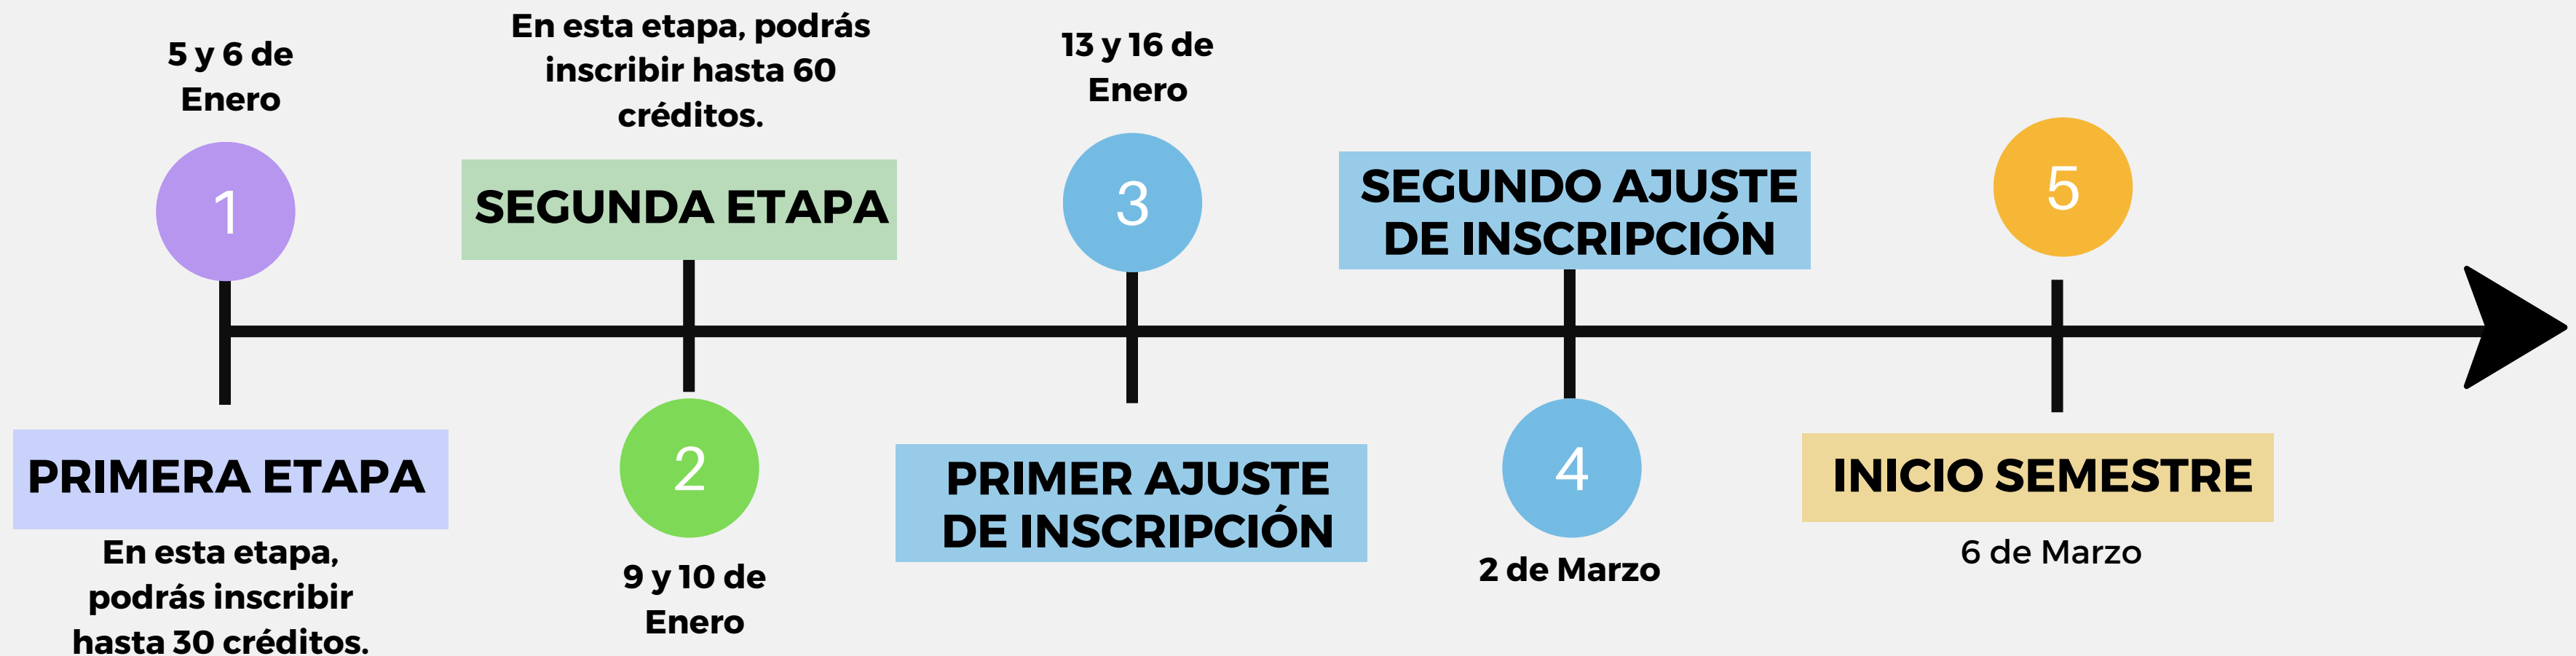 5 y 6 de
Enero
1
PRIMERA ETAPA
En esta etapa,
podrás inscribir
hasta 30 créditos.
En esta etapa, podrás
inscribir hasta 60
créditos.
SEGUNDA ETAPA
2
9 y 10 de
Enero
13 y 16 de
Enero
3
PRIMER AJUSTE
DE INSCRIPCIÓN
SEGUNDO AJUSTE
DE INSCRIPCIÓN
4
2 de Marzo
5
INICIO SEMESTRE
6 de Marzo